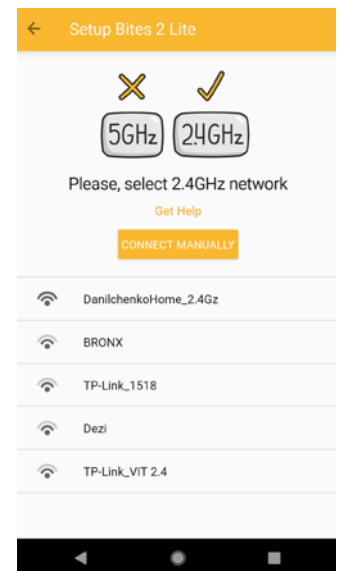 Setup Bites 2 Lite
5GHz 2.4GHz
Please, select 2.4GHz network
Get Help
CONNECT MANUALLY
DanilchenkoHome_2.4Gz
BRONX
TP-Link_1518
Dezi
TP-Link_VIT 2.4